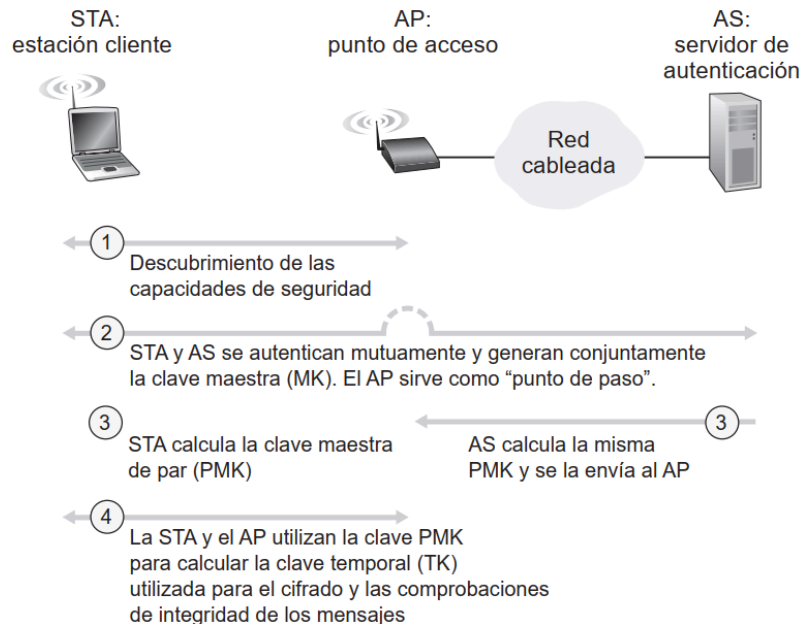 STA:
estación cliente
AP:
punto de acceso
AS:
servidor de
autenticación
Red
cableada
1
Descubrimiento de las
capacidades de seguridad
2
STA y AS se autentican mutuamente y generan conjuntamente
la clave maestra (MK). El AP sirve como “punto de paso”.
3
STA calcula la clave maestra
de par (PMK)
3
AS calcula la misma
PMK y se la envía al AP
4
La STA y el AP utilizan la clave PMK
para calcular la clave temporal (TK)
utilizada para el cifrado y las comprobaciones
de integridad de los mensajes